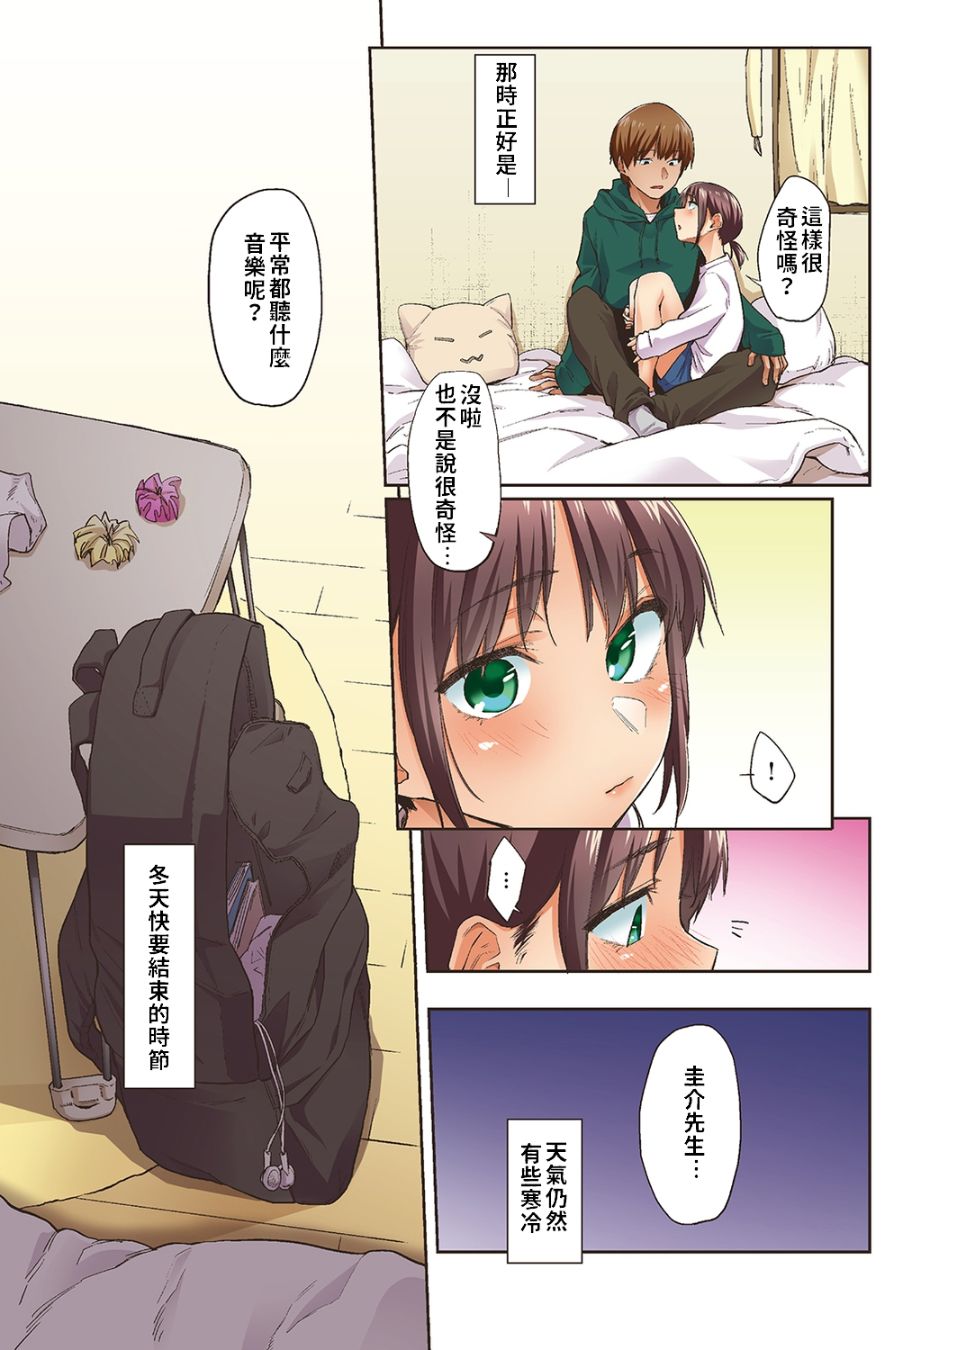 那時正好是—
這樣很
奇怪嗎？
沒啦
也不是說很奇怪…
！
…
圭介先生…
天氣仍然
有些寒冷
平常都聽什麼
音樂呢？
冬天快要結束的時節